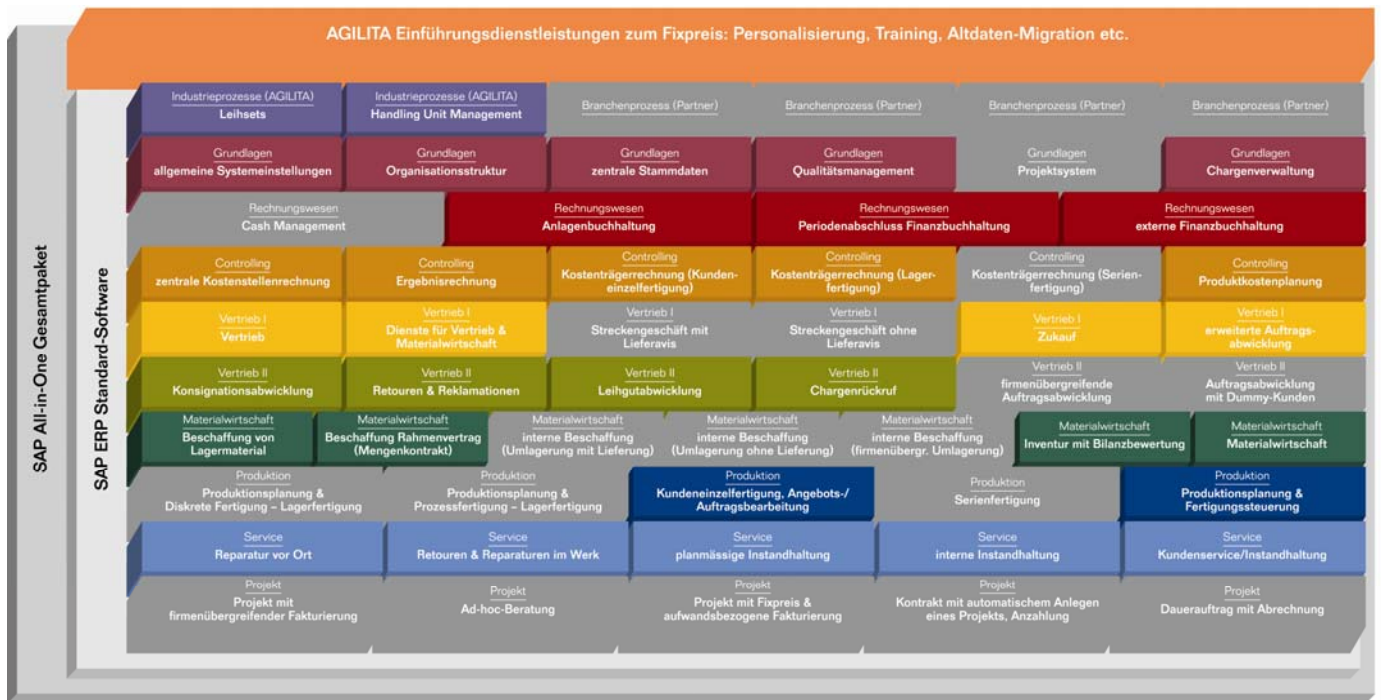 AGILITA Einführungsdienstleistungen zum Fixpreis: Personalisierung, Training, Altdaten-Migration etc.
SAP All-in-One Gesamtpaket
SAP ERP Standard-Software
Industrieprozesse (AGILITA)
Leihsets
Industrieprozesse (AGILITA)
Handling Unit Management
Branchenprozess (Partner)
Branchenprozess (Partner)
Branchenprozess (Partner)
Branchenprozess (Partner)
Grundlagen
allgemeine Systemeinstellungen
Grundlagen
Organisationsstruktur
Grundlagen
zentrale Stammdaten
Grundlagen
Qualitätsmanagement
Grundlagen
Projektsystem
Grundlagen
Chargenverwaltung
Rechnungswesen
Cash Management
Rechnungswesen
Anlagenbuchhaltung
Rechnungswesen
Periodenabschluss Finanzbuchhaltung
Rechnungswesen
externe Finanzbuchhaltung
Controlling
zentrale Kostenstellenrechnung
Controlling
Ergebnisrechnung
Controlling
Kostenträgerrechnung (Kunden-
einzelfertigung)
Controlling
Kostenträgerrechnung (Lager-
fertigung)
Controlling
Kostenträgerrechnung (Serien-
fertigung)
Controlling
Produktkostenplanung
Vertrieb I
Vertrieb
Vertrieb I
Dienste für Vertrieb &
Materialwirtschaft
Vertrieb I
Streckengeschäft mit
Lieferavis
Vertrieb I
Streckengeschäft ohne
Lieferavis
Vertrieb I
Zukauf
Vertrieb I
erweiterte Auftrags-
abwicklung
Vertrieb II
Konsignationsabwicklung
Vertrieb II
Retouren & Reklamationen
Vertrieb II
Leihgutabwicklung
Vertrieb II
Chargenrückruf
Vertrieb II
firmenübergreifende
Auftragsabwicklung
Vertrieb II
Auftragsabwicklung
mit Dummy-Kunden
Materialwirtschaft
Beschaffung von
Lagermaterial
Materialwirtschaft
Beschaffung Rahmenvertrag
(Mengenkontrakt)
Materialwirtschaft
interne Beschaffung
(Umlagerung mit Lieferung)
Materialwirtschaft
interne Beschaffung
(Umlagerung ohne Lieferung)
Materialwirtschaft
interne Beschaffung
(firmenübergr. Umlagerung)
Materialwirtschaft
Inventur mit Bilanzbewertung
Materialwirtschaft
Materialwirtschaft
Produktion
Produktionsplanung &
Diskrete Fertigung – Lagerfertigung
Produktion
Produktionsplanung &
Prozessfertigung – Lagerfertigung
Produktion
Kundeneinzelfertigung, Angebots-/
Auftragsbearbeitung
Produktion
Serienfertigung
Produktion
Produktionsplanung &
Fertigungssteuerung
Service
Reparatur vor Ort
Service
Retouren & Reparaturen im Werk
Service
planmässige Instandhaltung
Service
interne Instandhaltung
Service
Kundenservice/Instandhaltung
Projekt
Projekt mit
firmenübergreifender Fakturierung
Projekt
Ad-hoc-Beratung
Projekt
Projekt mit Fixpreis &
aufwandsbezogene Fakturierung
Projekt
Kontrakt mit automatischem Anlegen
eines Projekts, Anzahlung
Projekt
Dauerauftrag mit Abrechnung